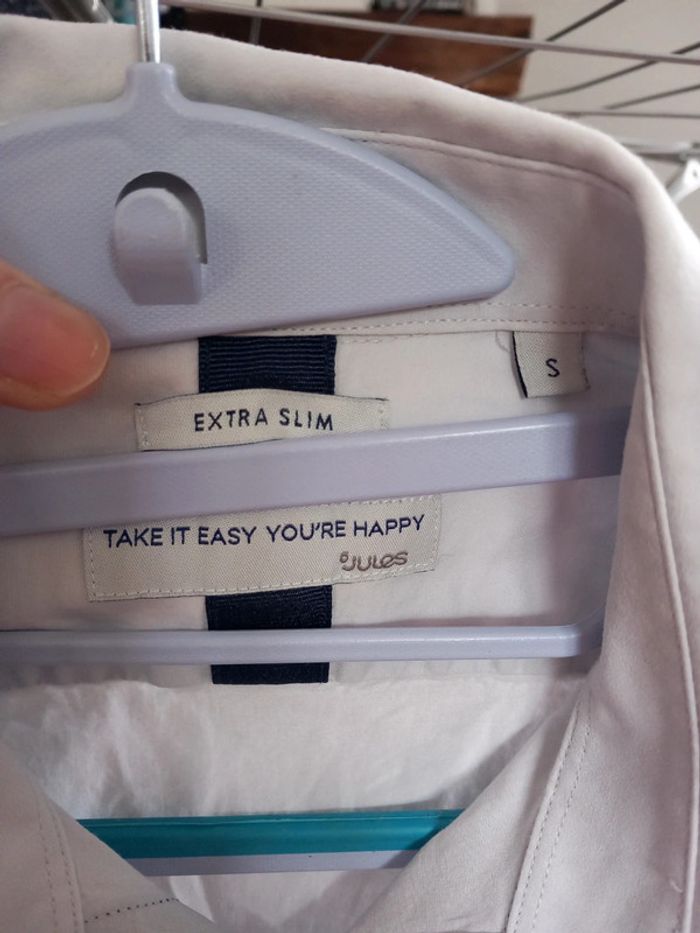 EXTRA SLIM
S
TAKE IT EASY YOU'RE HAPPY
JULES